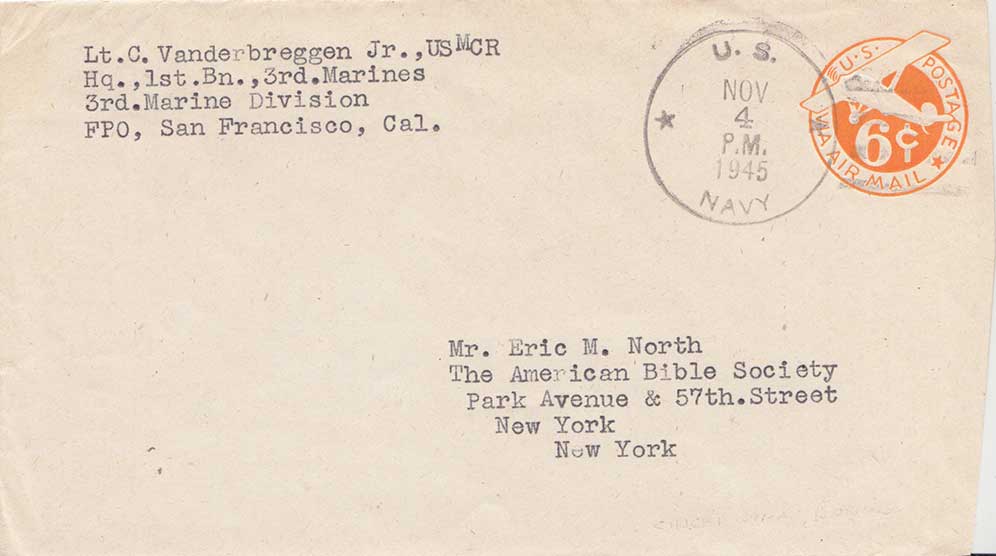 Lt.C. Vanderbreggen Jr.,USMCR
Hq.,1st.Bn.,3rd.Marines
3rd.Marine Division
FPO, San Francisco, Cal.
U. S.
NOV
4
P.M.
1945
NAVY
U.S. POSTAGE
6¢
VIA AIR MAIL
Mr. Eric M. North
The American Bible Society
Park Avenue & 57th.Street
New York
New York